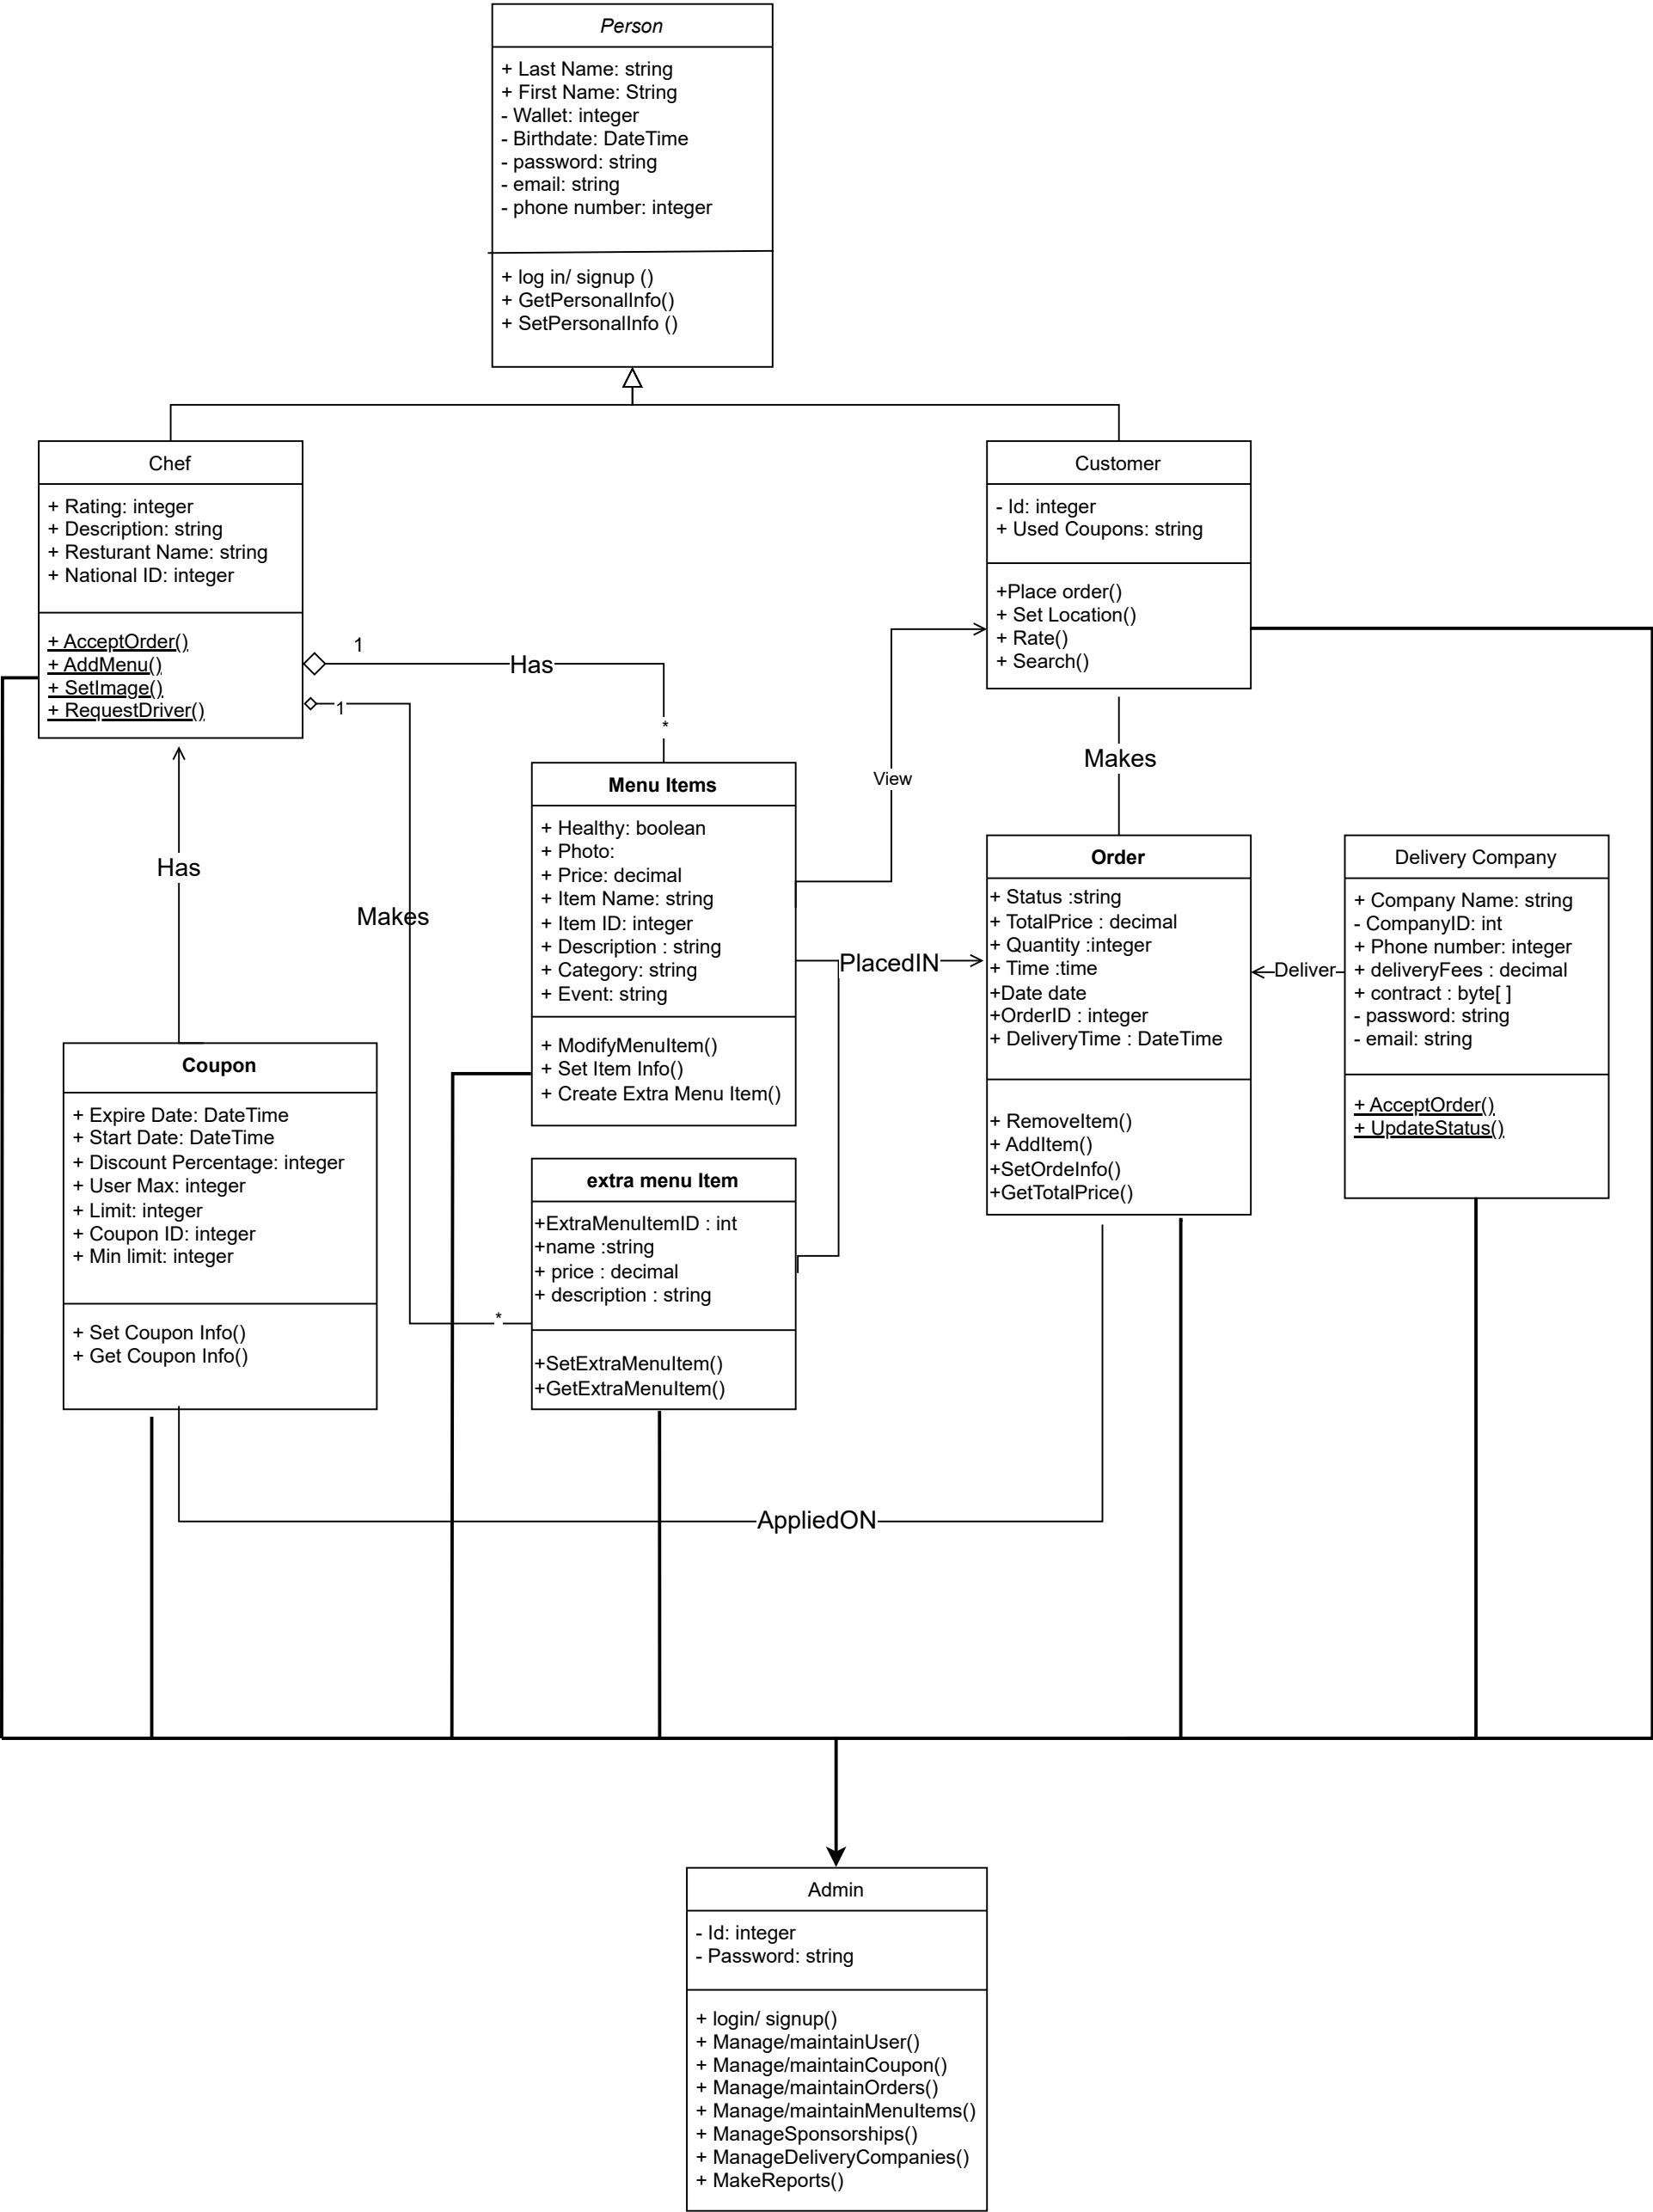 Person
+ Last Name: string
+ First Name: String
- Wallet: integer
- Birthdate: DateTime
- password: string
- email: string
- phone number: integer
+ log in/ signup ()
+ GetPersonalInfo()
+ SetPersonalInfo ()
Chef
+ Rating: integer
+ Description: string
+ Resturant Name: string
+ National ID: integer
+ AcceptOrder()
+ AddMenu()
+ SetImage()
+ RequestDriver()
Customer
- Id: integer
+ Used Coupons: string
+Place order()
+ Set Location()
+ Rate()
+ Search()
1
Has
*
1
Makes
*
Has
View
Makes
PlacedIN
Deliver
AppliedON
Menu Items
+ Healthy: boolean
+ Photo:
+ Price: decimal
+ Item Name: string
+ Item ID: integer
+ Description : string
+ Category: string
+ Event: string
+ ModifyMenuItem()
+ Set Item Info()
+ Create Extra Menu Item()
Order
+ Status :string
+ TotalPrice : decimal
+ Quantity :integer
+ Time :time
+Date date
+OrderID : integer
+ DeliveryTime : DateTime
+ RemoveItem()
+ AddItem()
+SetOrdeInfo()
+GetTotalPrice()
Delivery Company
+ Company Name: string
- CompanyID: int
+ Phone number: integer
+ deliveryFees : decimal
+ contract : byte[ ]
- password: string
- email: string
+ AcceptOrder()
+ UpdateStatus()
Coupon
+ Expire Date: DateTime
+ Start Date: DateTime
+ Discount Percentage: integer
+ User Max: integer
+ Limit: integer
+ Coupon ID: integer
+ Min limit: integer
+ Set Coupon Info()
+ Get Coupon Info()
extra menu Item
+ExtraMenuItemID : int
+name :string
+ price : decimal
+ description : string
+SetExtraMenuItem()
+GetExtraMenuItem()
Admin
- Id: integer
- Password: string
+ login/ signup()
+ Manage/maintainUser()
+ Manage/maintainCoupon()
+ Manage/maintainOrders()
+ Manage/maintainMenuItems()
+ ManageSponsorships()
+ ManageDeliveryCompanies()
+ MakeReports()